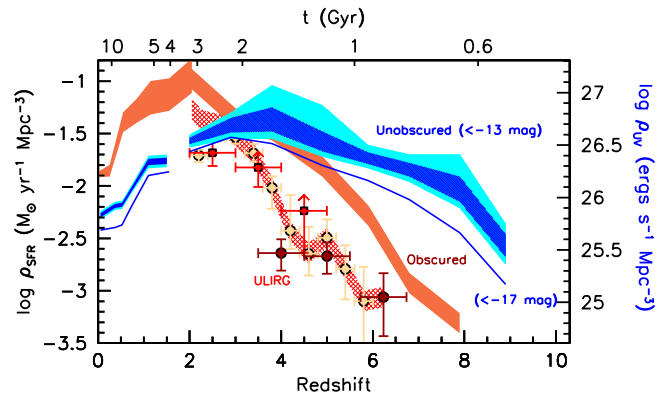 t (Gyr)
10 5 4 3 2 1 0.6
log ρSFR (M⊙ yr−1 Mpc−3)
-1
-1.5
-2
-2.5
-3
-3.5
27
26.5
26
25.5
25
log ρUV (ergs s−1 Mpc−3)
Unobscured (<-13 mag)
Obscured
ULIRG
(<-17 mag)
0 2 4 6 8 10
Redshift